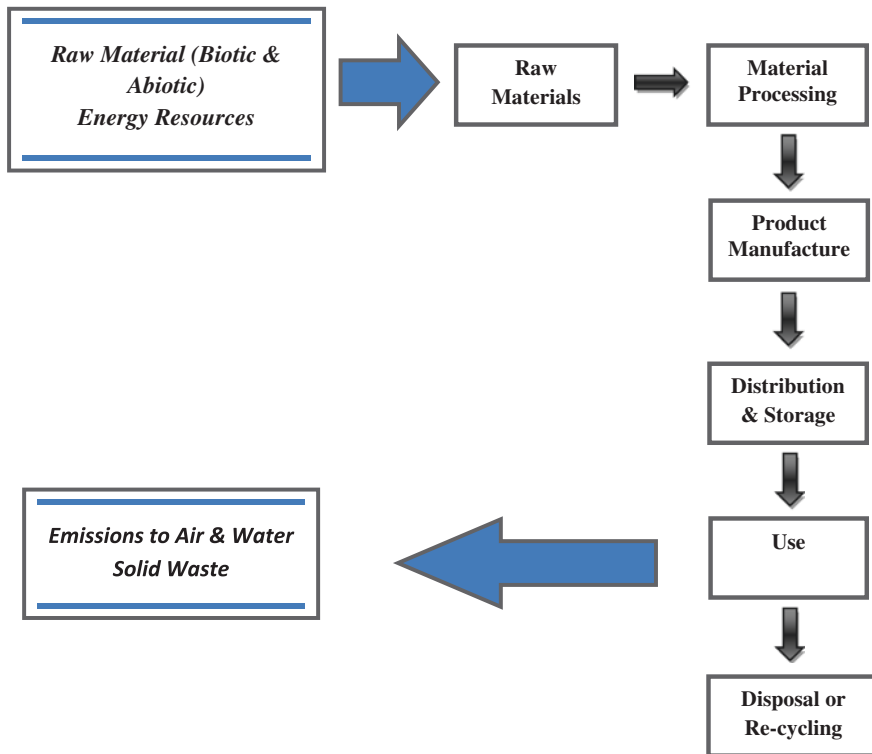 Raw Material (Biotic &
Abiotic)
Energy Resources
Raw
Materials
Material
Processing
Product
Manufacture
Distribution
& Storage
Emissions to Air & Water
Solid Waste
Use
Disposal or
Re-cycling